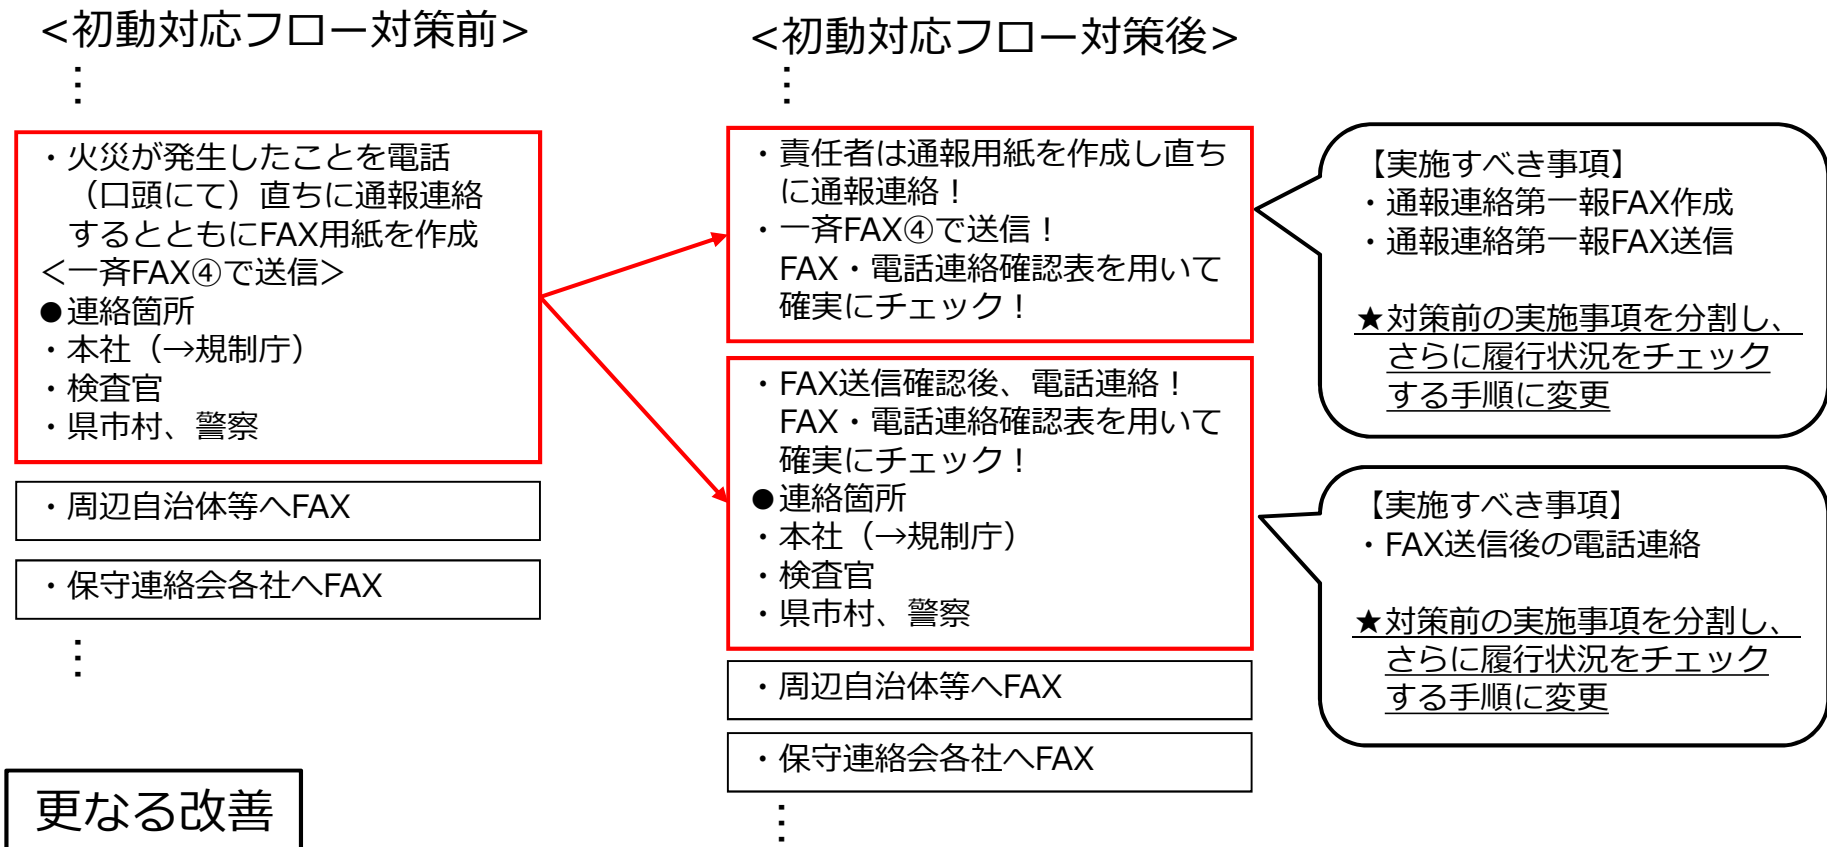 <初動対応フロー対策前>
⋮
・火災が発生したことを電話
（口頭にて）直ちに通報連絡
するとともにFAX用紙を作成
＜一斉FAX④で送信＞
●連絡箇所
・本社（→規制庁）
・検査官
・県市村、警察
・周辺自治体等へFAX
・保守連絡会各社へFAX
⋮
<初動対応フロー対策後>
⋮
・責任者は通報用紙を作成し直ち
に通報連絡！
・一斉FAX④で送信！
FAX・電話連絡確認表を用いて
確実にチェック！
・FAX送信確認後、電話連絡！
FAX・電話連絡確認表を用いて
確実にチェック！
●連絡箇所
・本社（→規制庁）
・検査官
・県市村、警察
・周辺自治体等へFAX
・保守連絡会各社へFAX
⋮
【実施すべき事項】
・通報連絡第一報FAX作成
・通報連絡第一報FAX送信
★対策前の実施事項を分割し、
さらに履行状況をチェック
する手順に変更
【実施すべき事項】
・FAX送信後の電話連絡
★対策前の実施事項を分割し、
さらに履行状況をチェック
する手順に変更
更なる改善